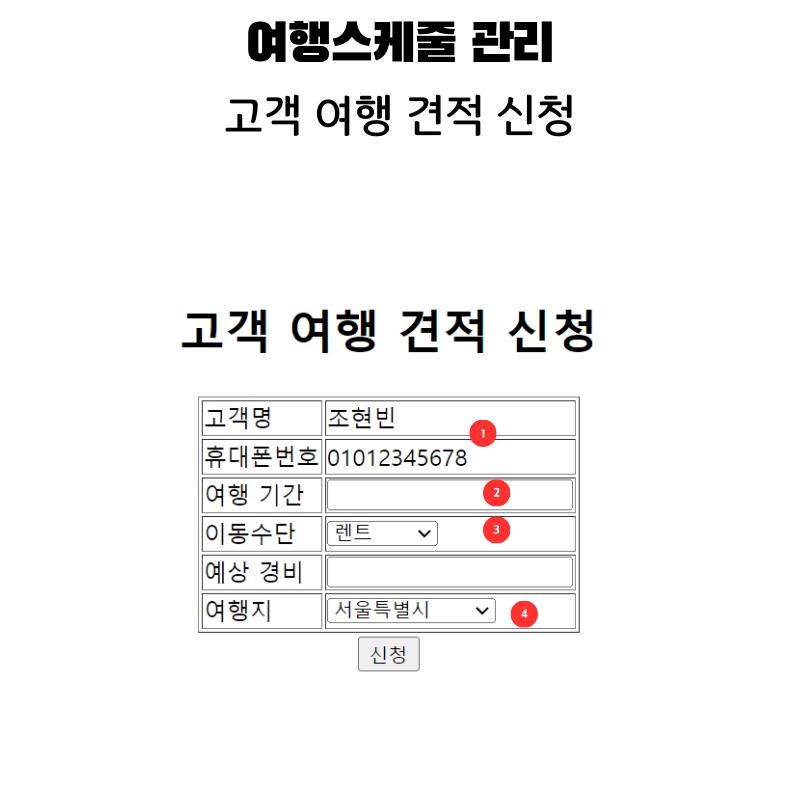 여행스케줄 관리
고객 여행 견적 신청
고객 여행 견적 신청
고객명 조현빈
1
휴대폰번호 01012345678
여행 기간 2
이동수단 렌트 3
예상 경비
여행지 서울특별시 4
신청